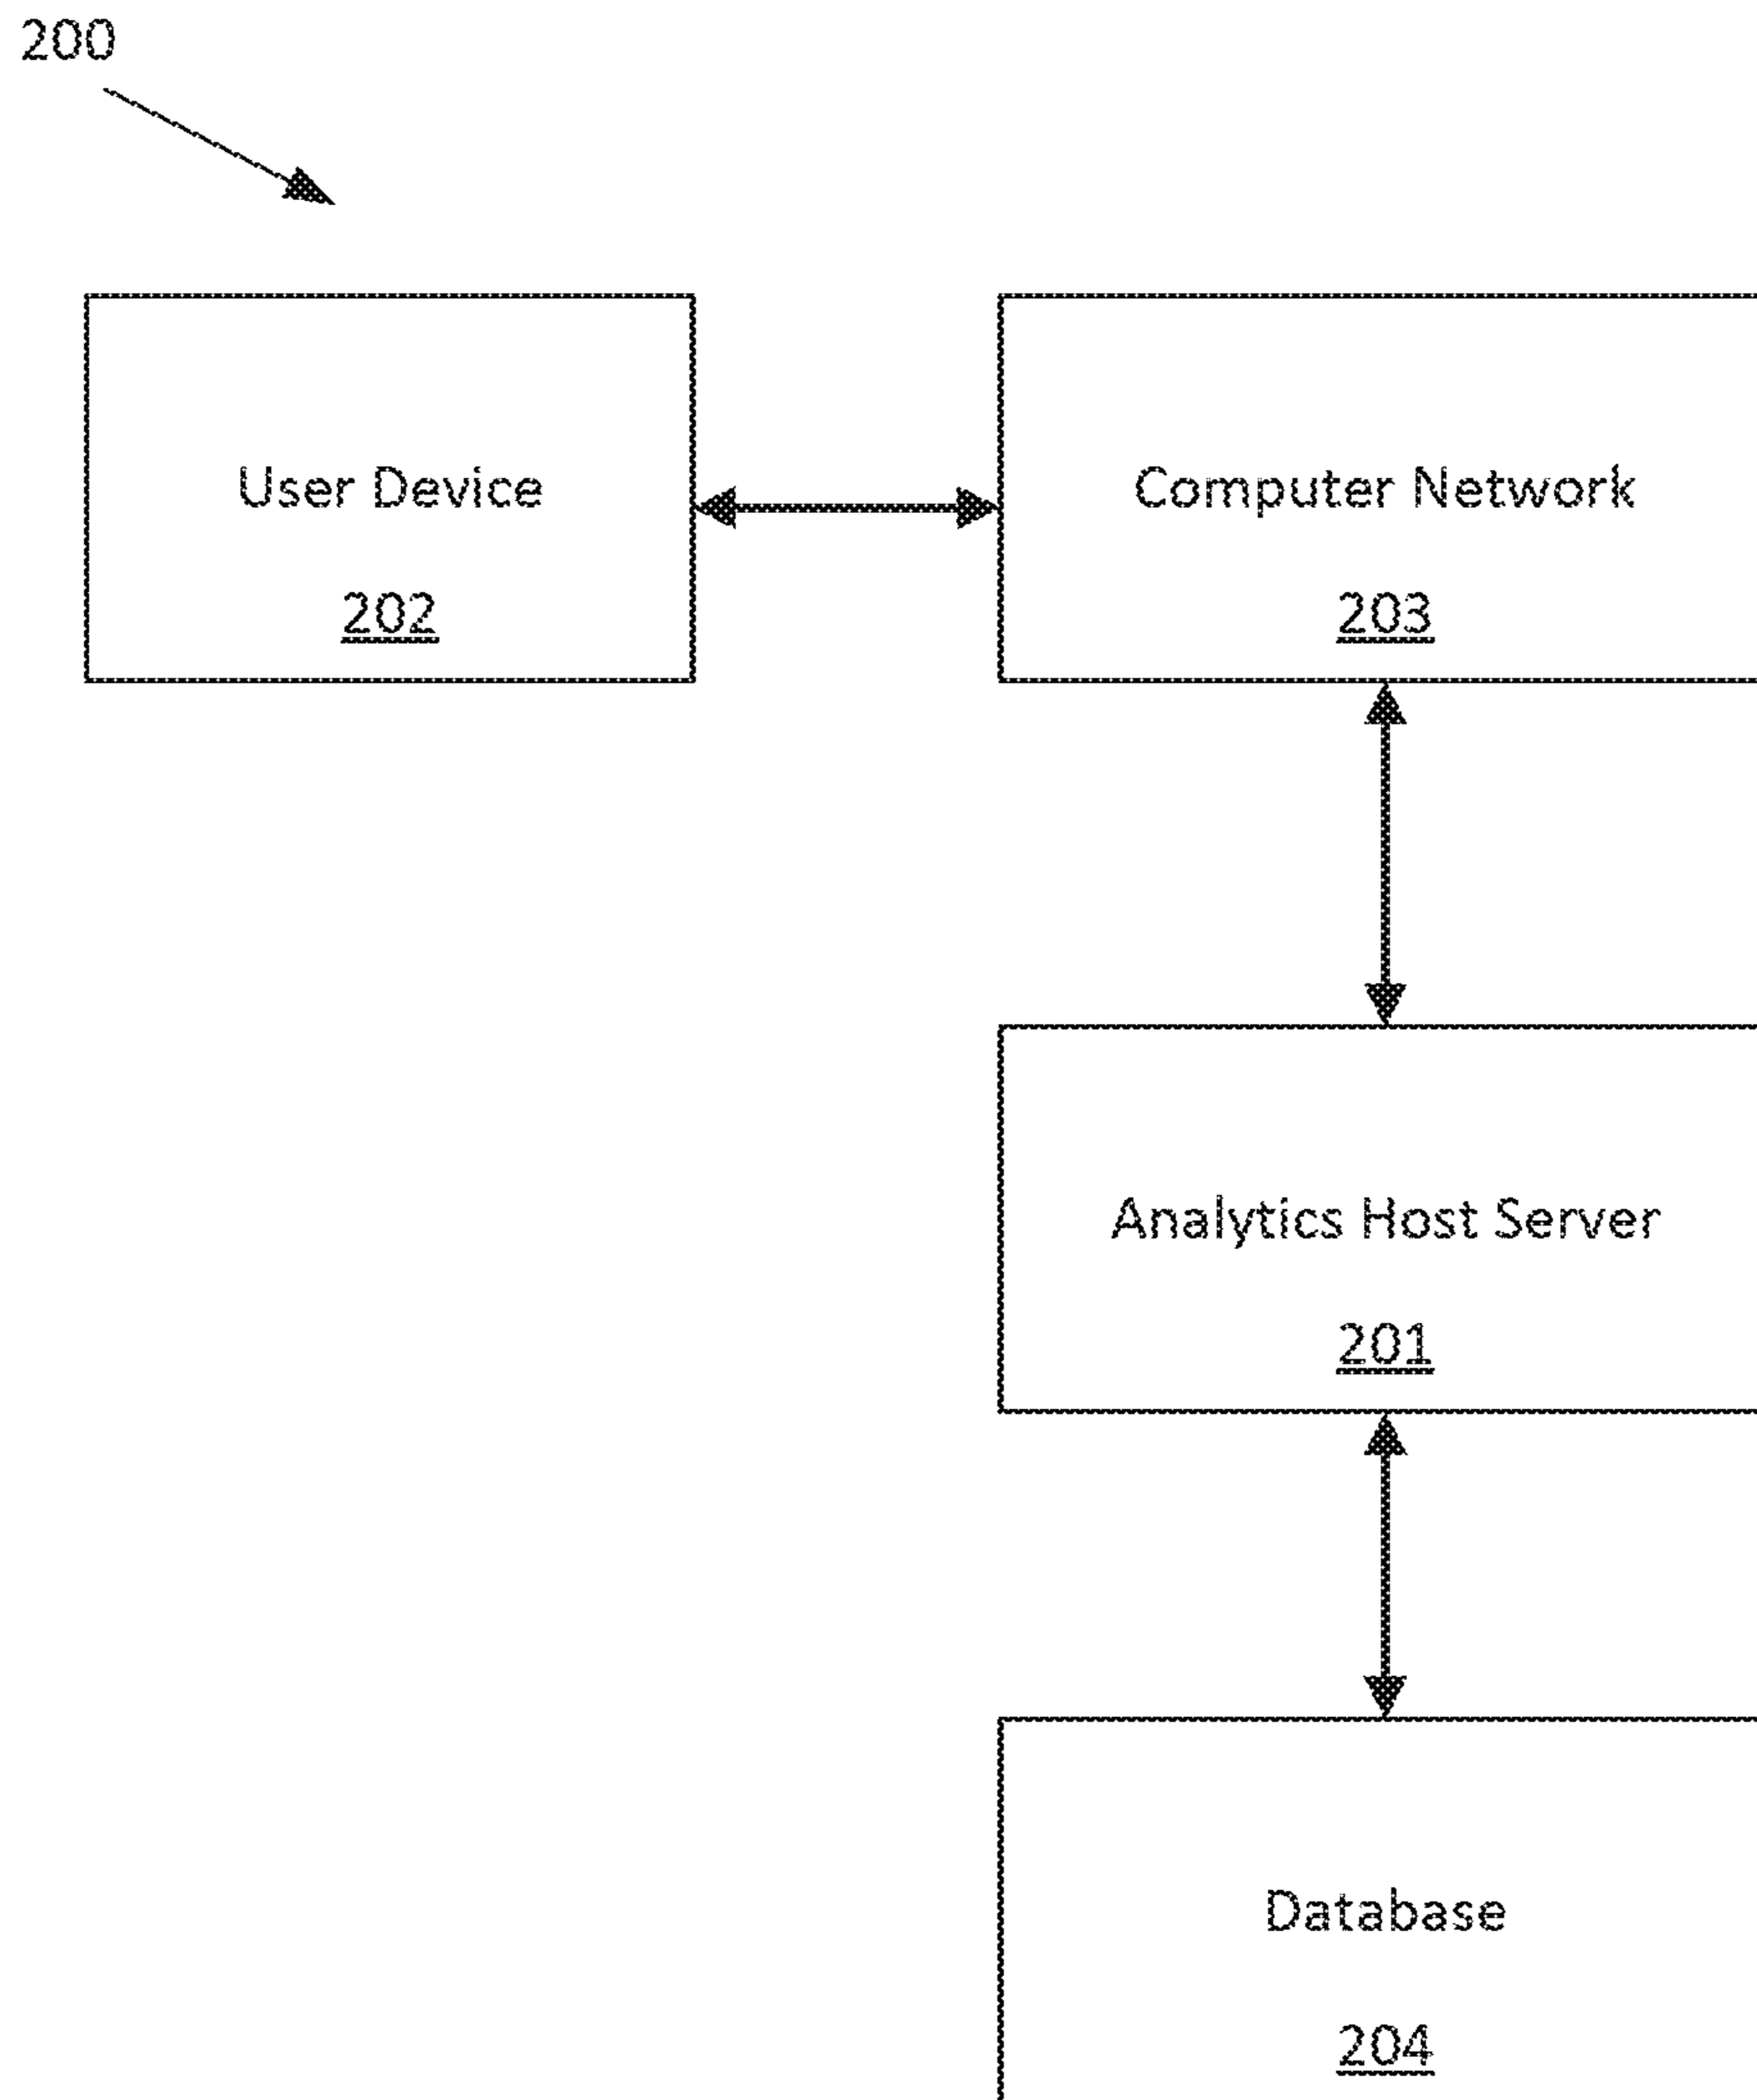 200
User Device
202
Computer Network
203
Analytics Host Server
201
Database
204